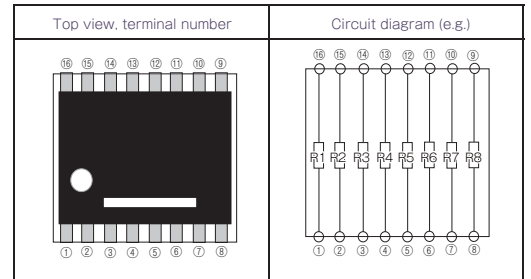 Top view, terminal number
Circuit diagram (e.g.)
⑯ ⑮ ⑭ ⑬ ⑫ ⑪ ⑩ ⑨
① ② ③ ④ ⑤ ⑥ ⑦ ⑧
⑯ ⑮ ⑭ ⑬ ⑫ ⑪ ⑩ ⑨
R1 R2 R3 R4 R5 R6 R7 R8
① ② ③ ④ ⑤ ⑥ ⑦ ⑧